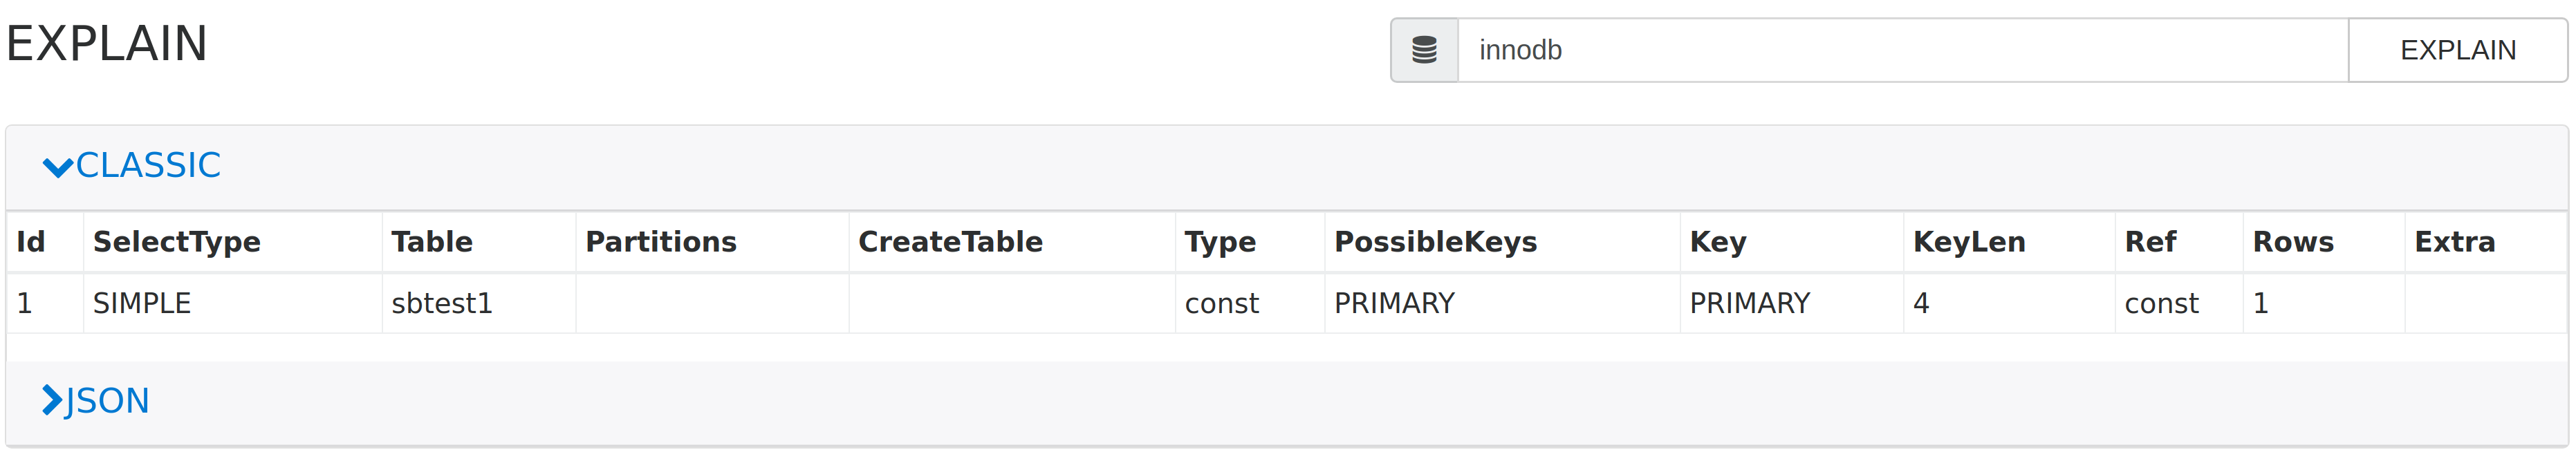 EXPLAIN
innodb EXPLAIN
CLASSIC
Id SelectType Table Partitions CreateTable Type PossibleKeys Key KeyLen Ref Rows Extra
1 SIMPLE sbtest1 const PRIMARY PRIMARY 4 const 1
JSON